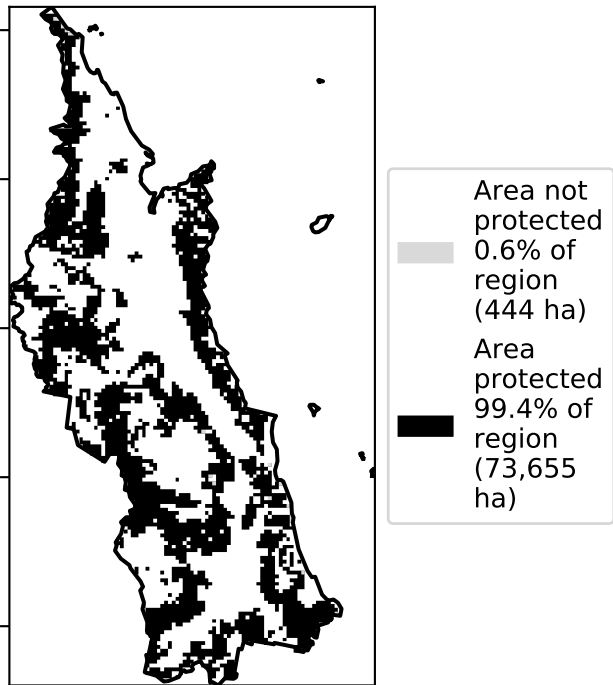 Area not
protected
0.6% of
region
(444 ha)
Area
protected
99.4% of
region
(73,655
ha)